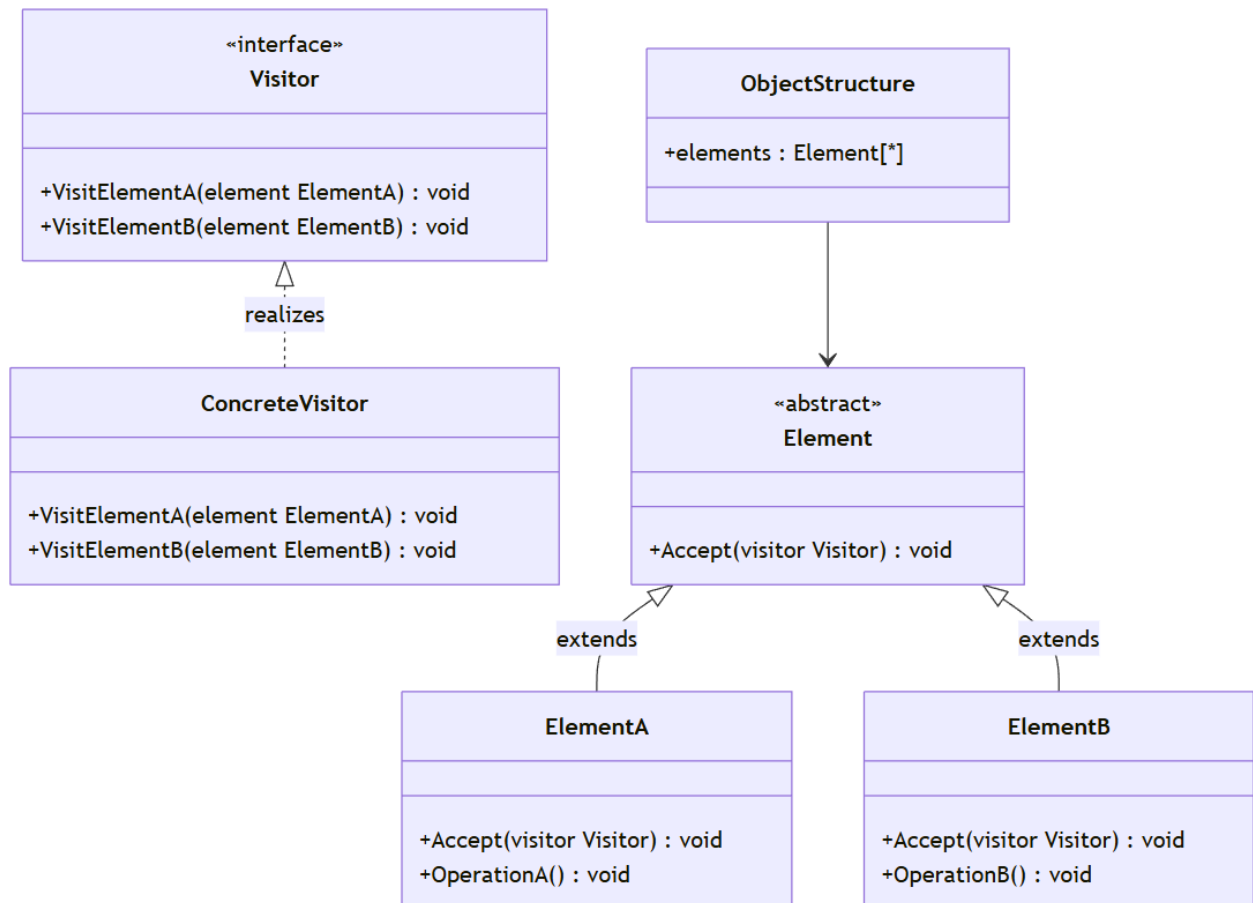 «interface»
Visitor
+VisitElementA(element ElementA) : void
+VisitElementB(element ElementB) : void
ObjectStructure
+elements : Element[*]
realizes
ConcreteVisitor
+VisitElementA(element ElementA) : void
+VisitElementB(element ElementB) : void
«abstract»
Element
+Accept(visitor Visitor) : void
extends
extends
ElementA
+Accept(visitor Visitor) : void
+OperationA() : void
ElementB
+Accept(visitor Visitor) : void
+OperationB() : void